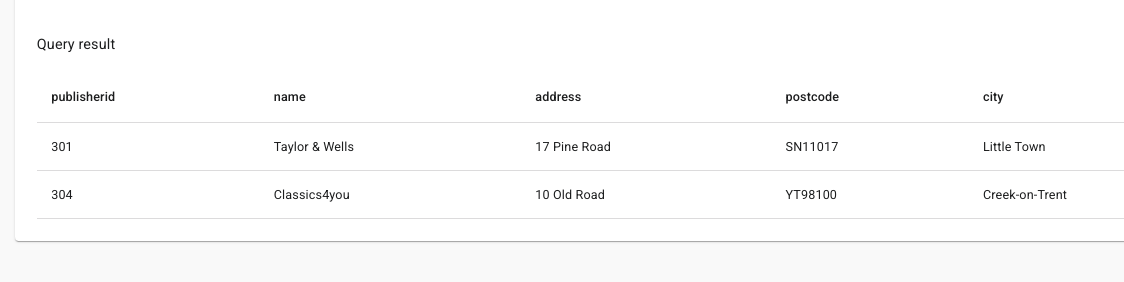 Query result
publisherid name address postcode city
301 Taylor & Wells 17 Pine Road SN11017 Little Town
304 Classics4you 10 Old Road YT98100 Creek-on-Trent